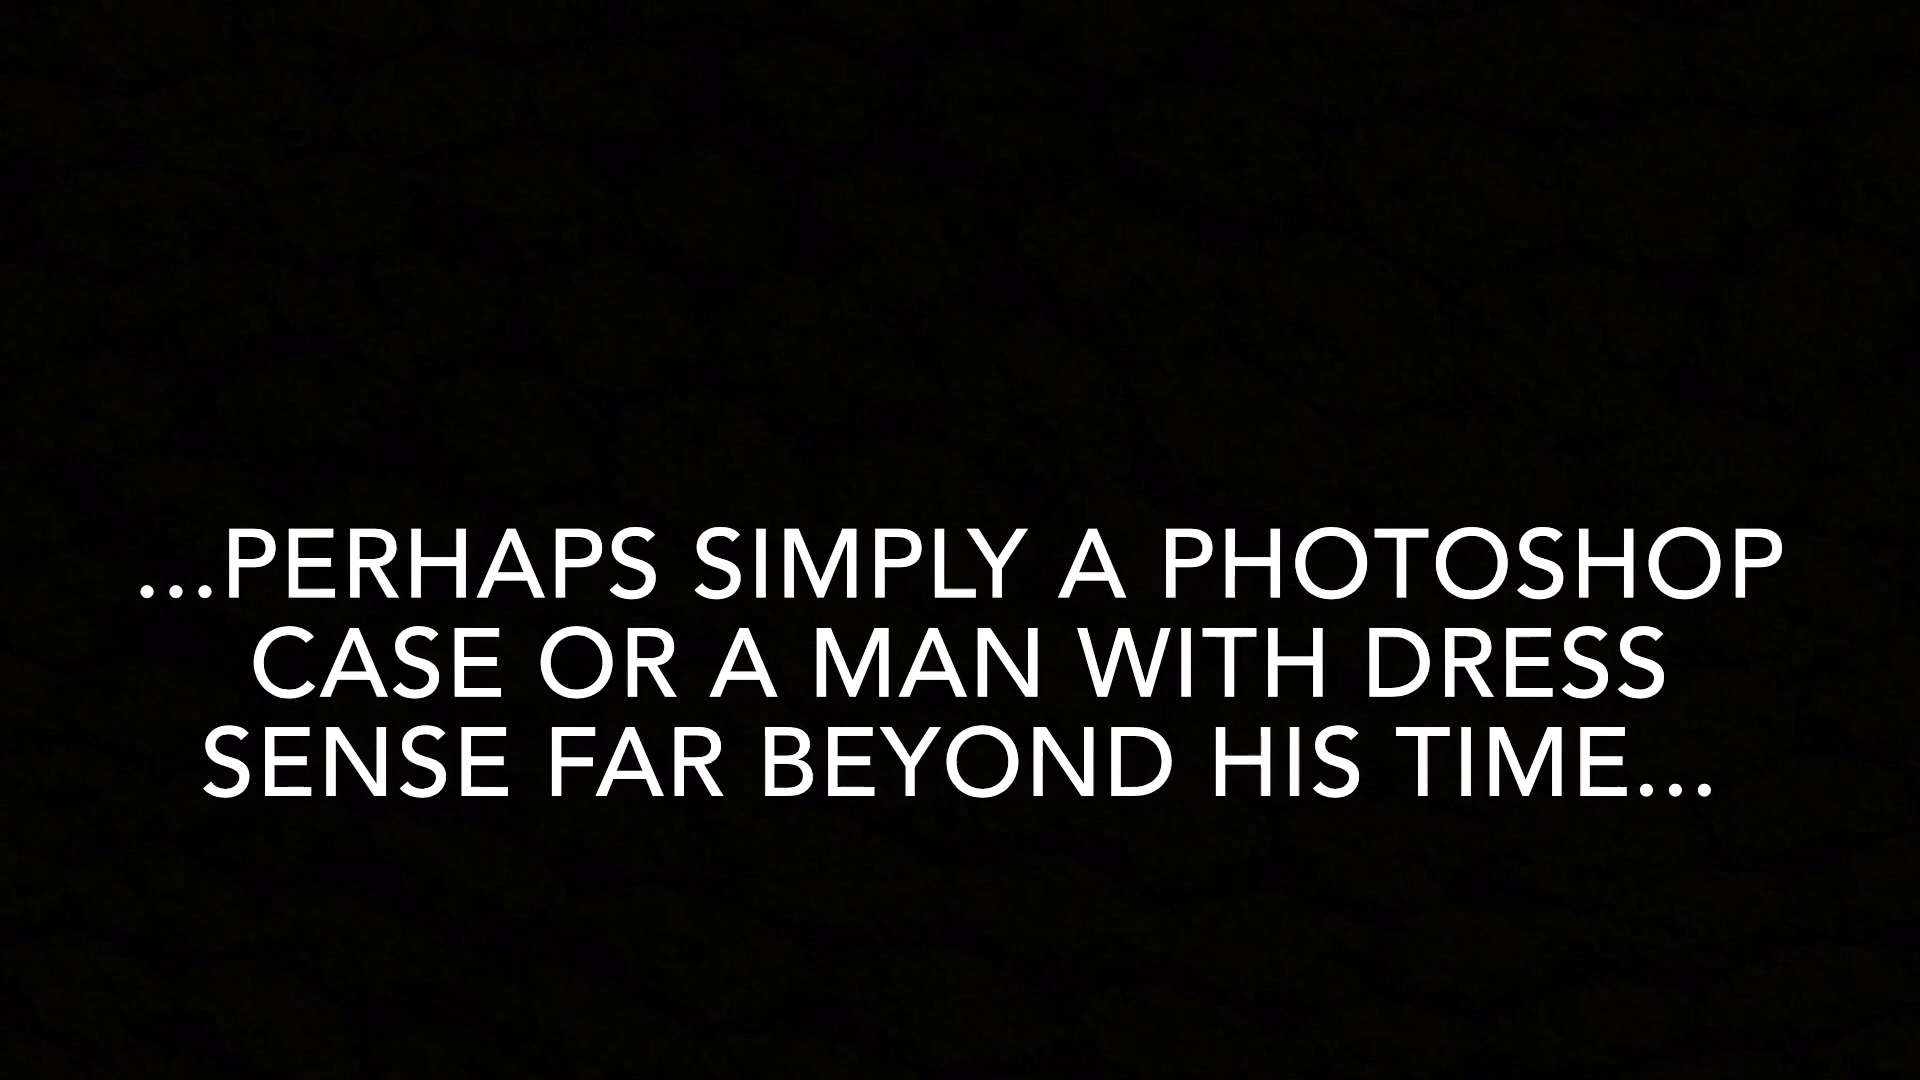 ...PERHAPS SIMPLY A PHOTOSHOP
CASE OR A MAN WITH DRESS
SENSE FAR BEYOND HIS TIME...